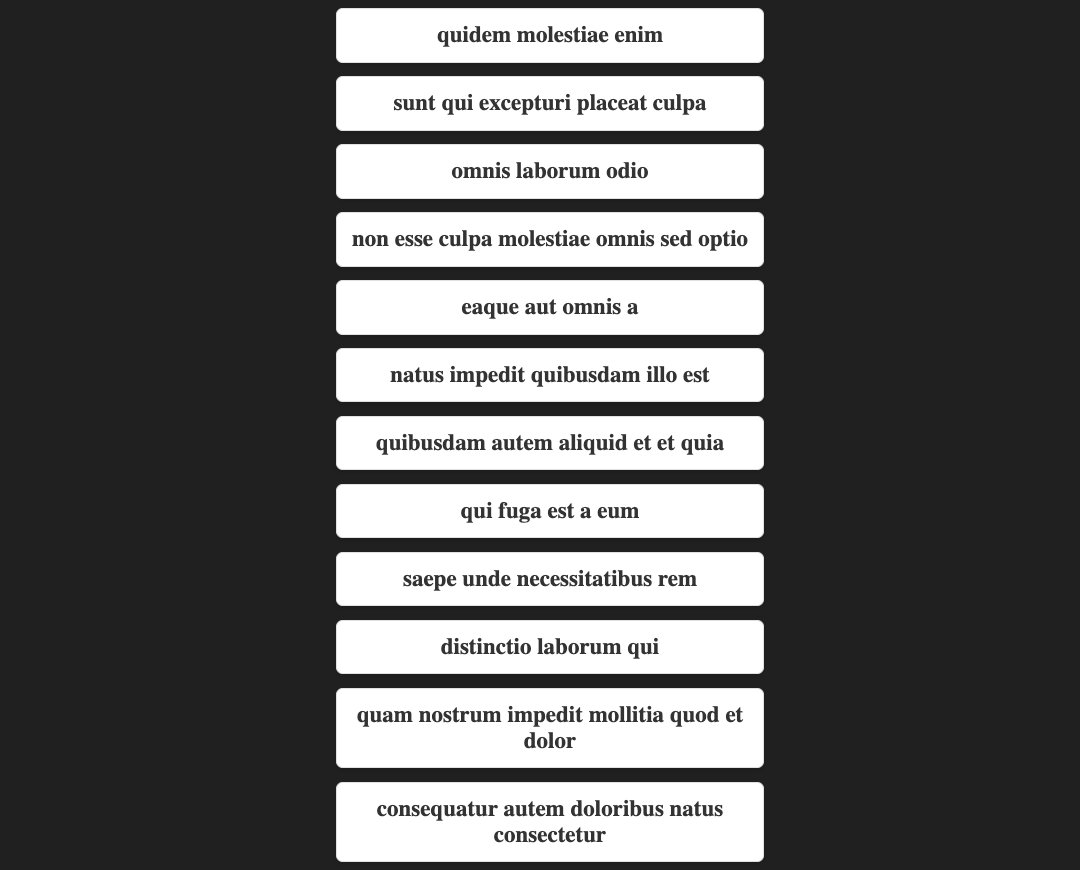 quidem molestiae enim
sunt qui excepturi placeat culpa
omnis laborum odio
non esse culpa molestiae omnis sed optio
eaque aut omnis a
natus impedit quibusdam illo est
quibusdam autem aliquid et et quia
qui fuga est a eum
saepe unde necessitatibus rem
distinctio laborum qui
quam nostrum impedit mollitia quod et
dolor
consequatur autem doloribus natus
consectetur